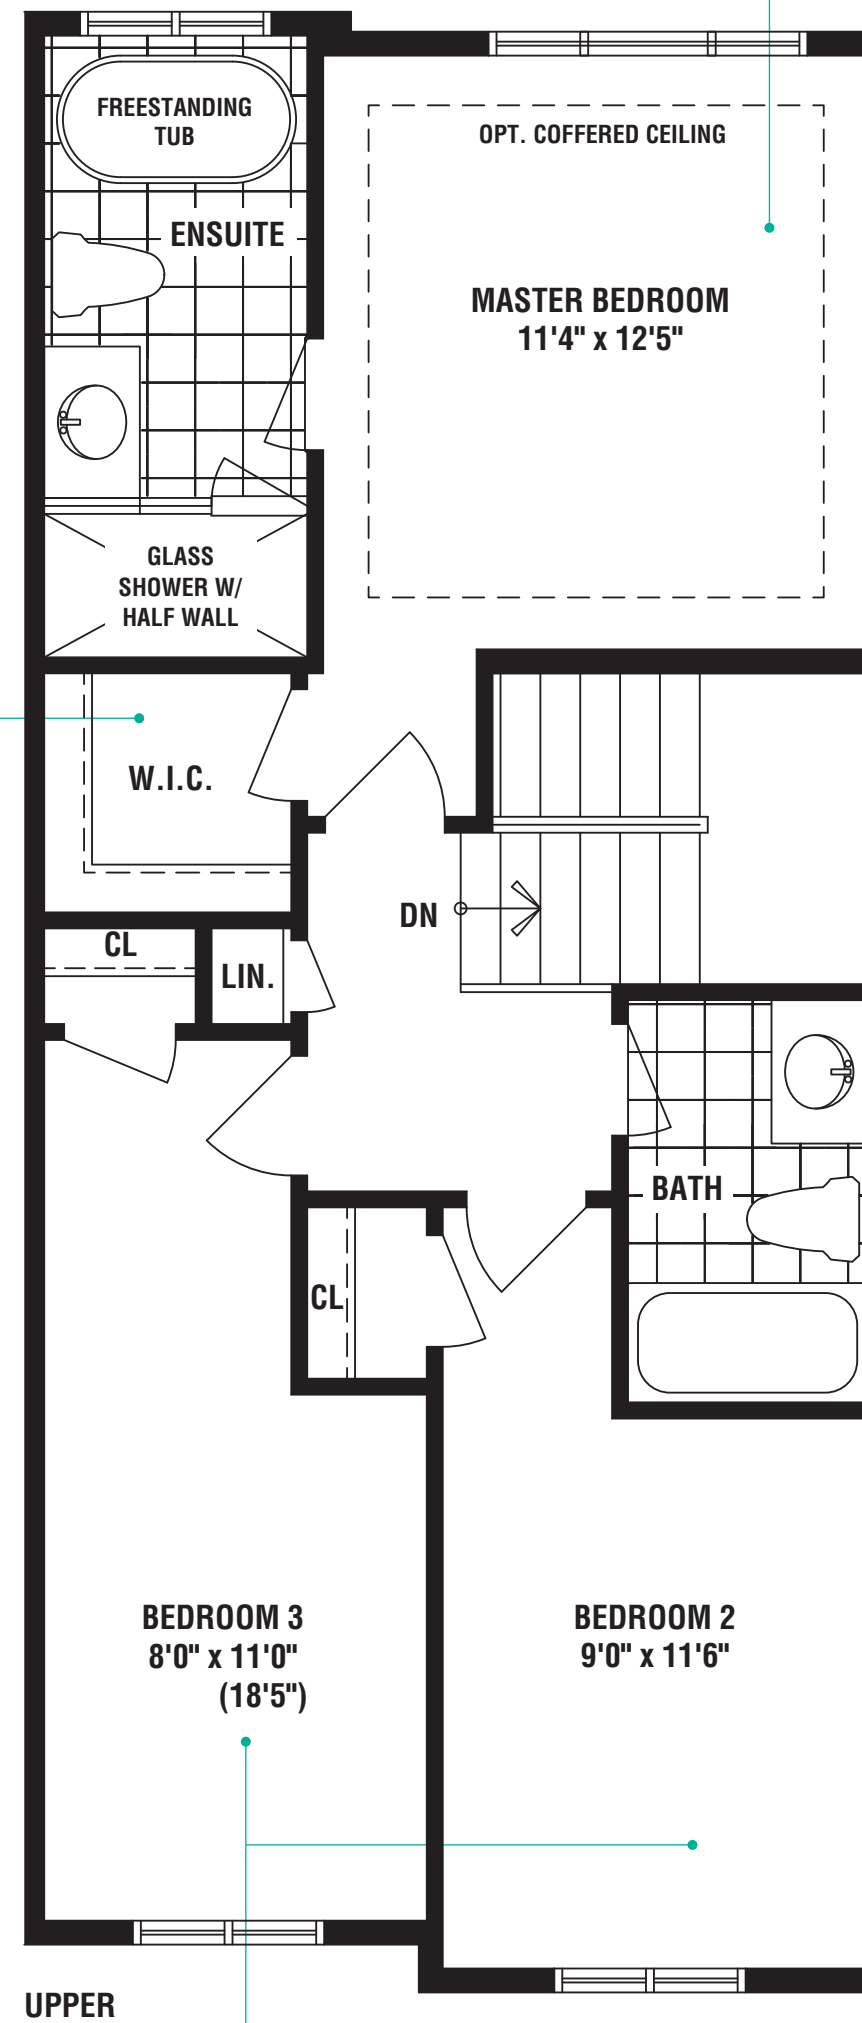 FREESTANDING
TUB
OPT. COFFERED CEILING
ENSUITE
MASTER BEDROOM
11'4" x 12'5"
GLASS
SHOWER W/
HALF WALL
W.I.C.
DN
CL
LIN.
BATH
CL
BEDROOM 3
8'0" x 11'0"
(18'5")
BEDROOM 2
9'0" x 11'6"
UPPER